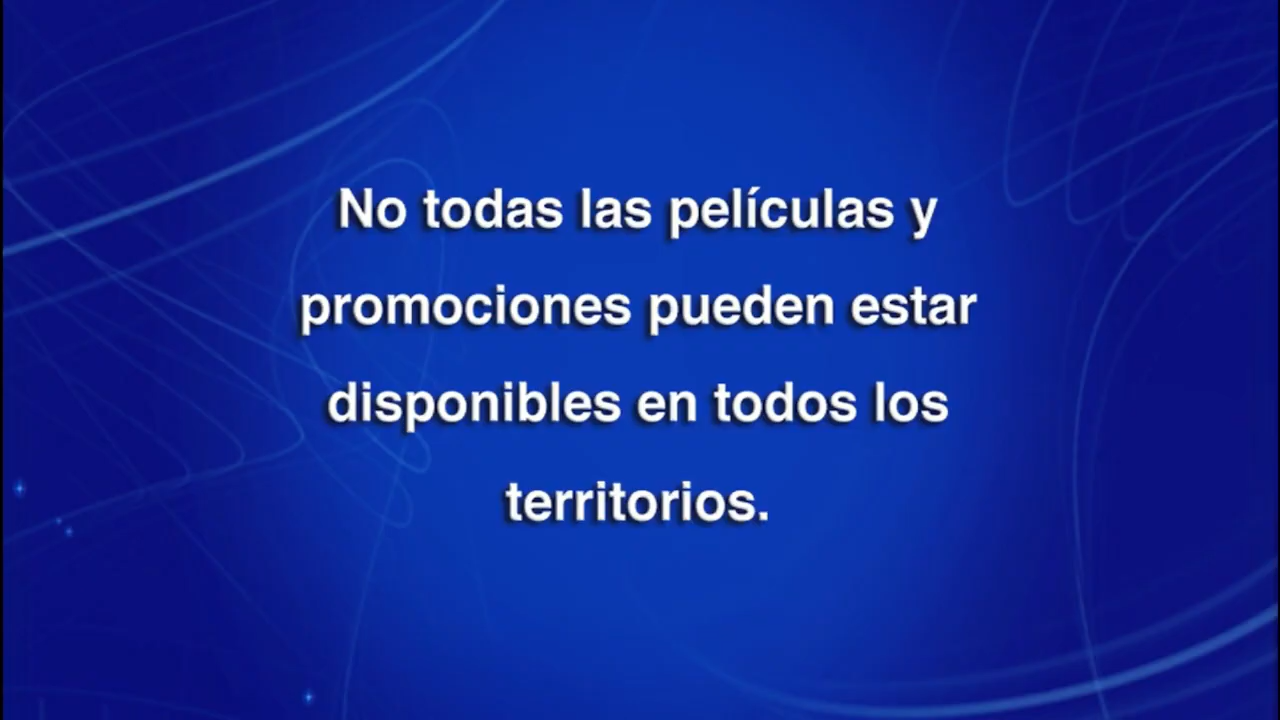 No todas las películas y
promociones pueden estar
disponibles en todos los
territorios.